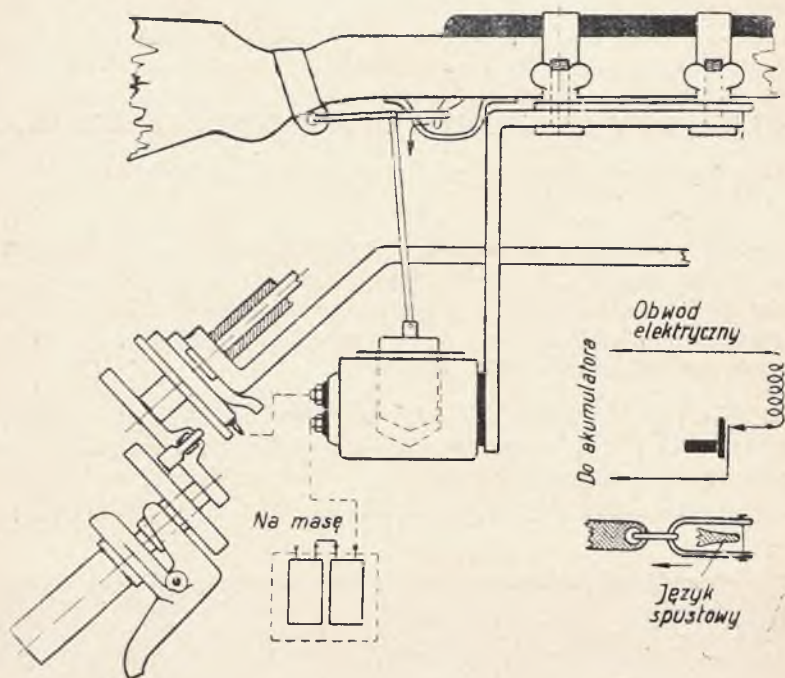 Obwód
elektryczny
Do akumulatora
Na masę
Język
spustowy